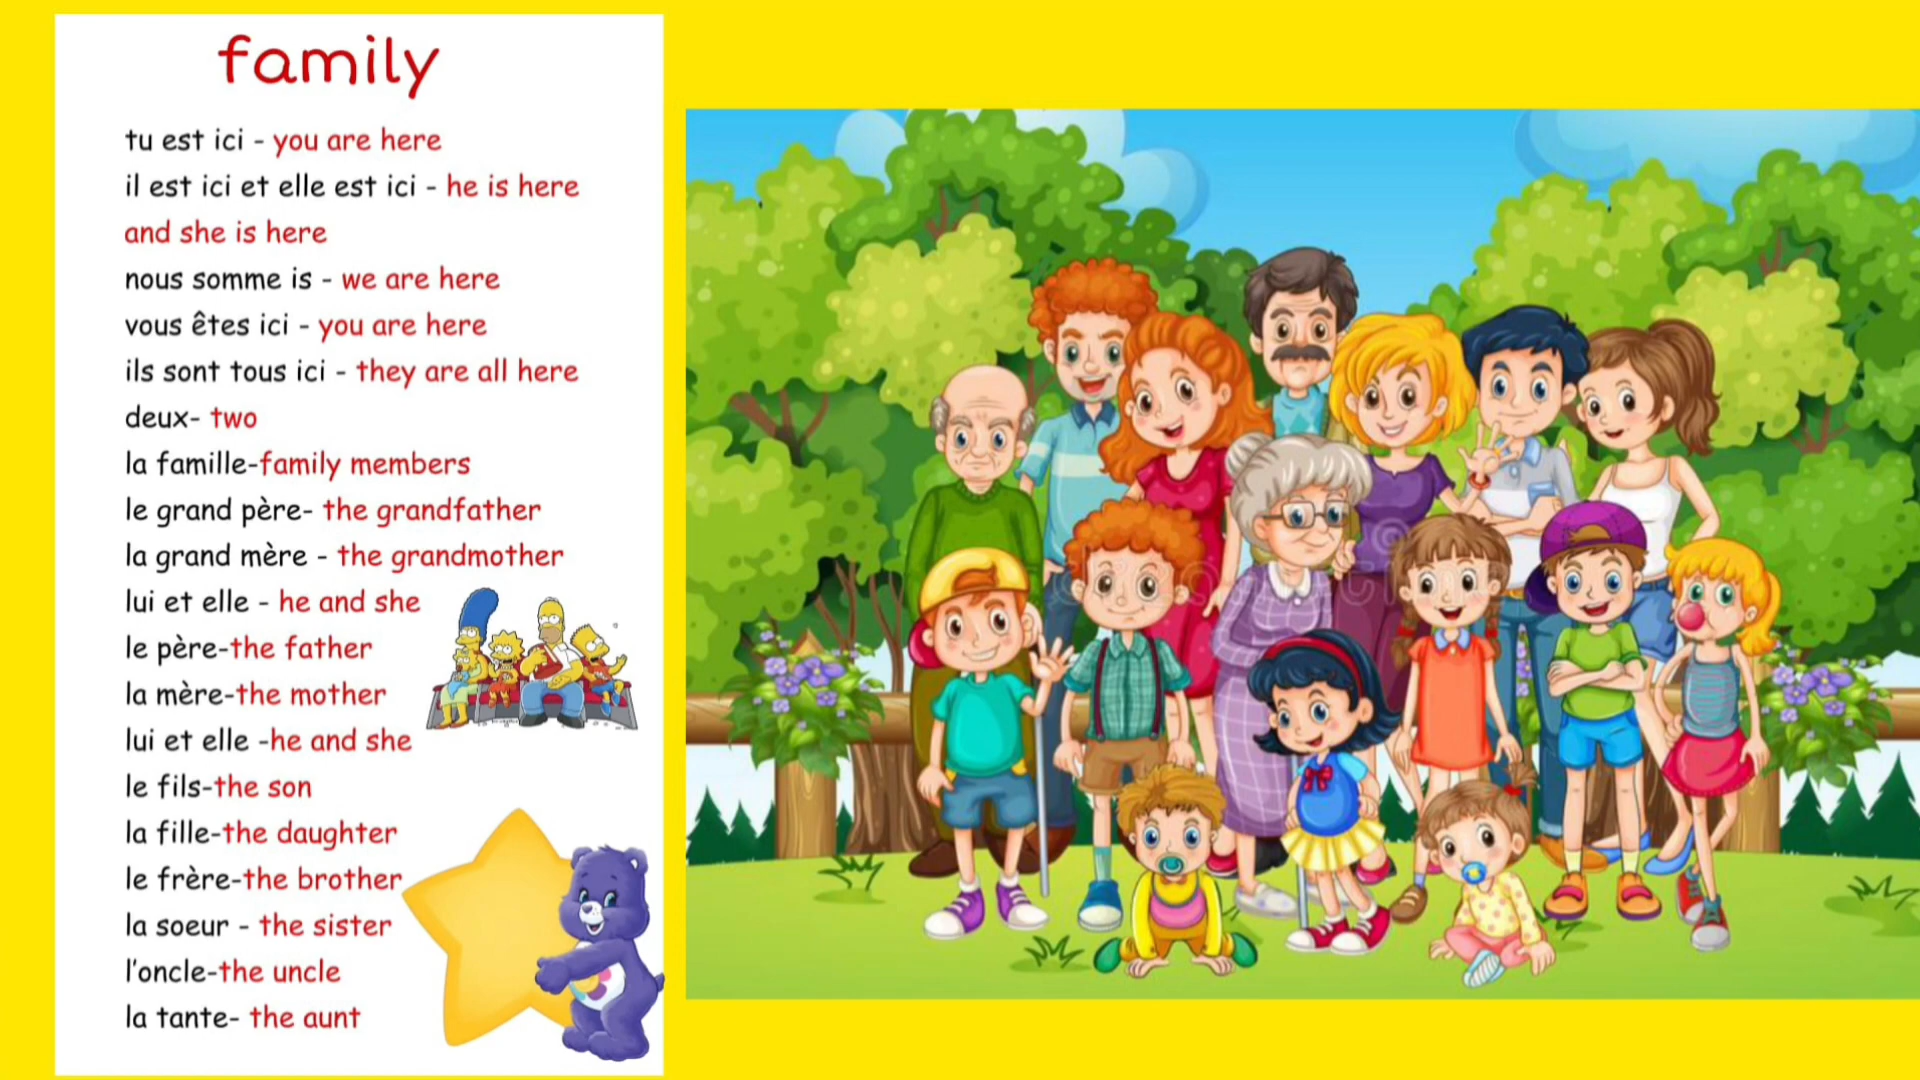 family
tu est ici - you are here
il est ici et elle est ici - he is here
and she is here
nous somme is - we are here
vous êtes ici - you are here
ils sont tous ici - they are all here
deux- two
la famille-family members
le grand père- the grandfather
la grand mère - the grandmother
lui et elle - he and she
le père-the father
la mère-the mother
lui et elle -he and she
le fils-the son
la fille-the daughter
le frère-the brother
la soeur - the sister
l'oncle-the uncle
la tante- the aunt